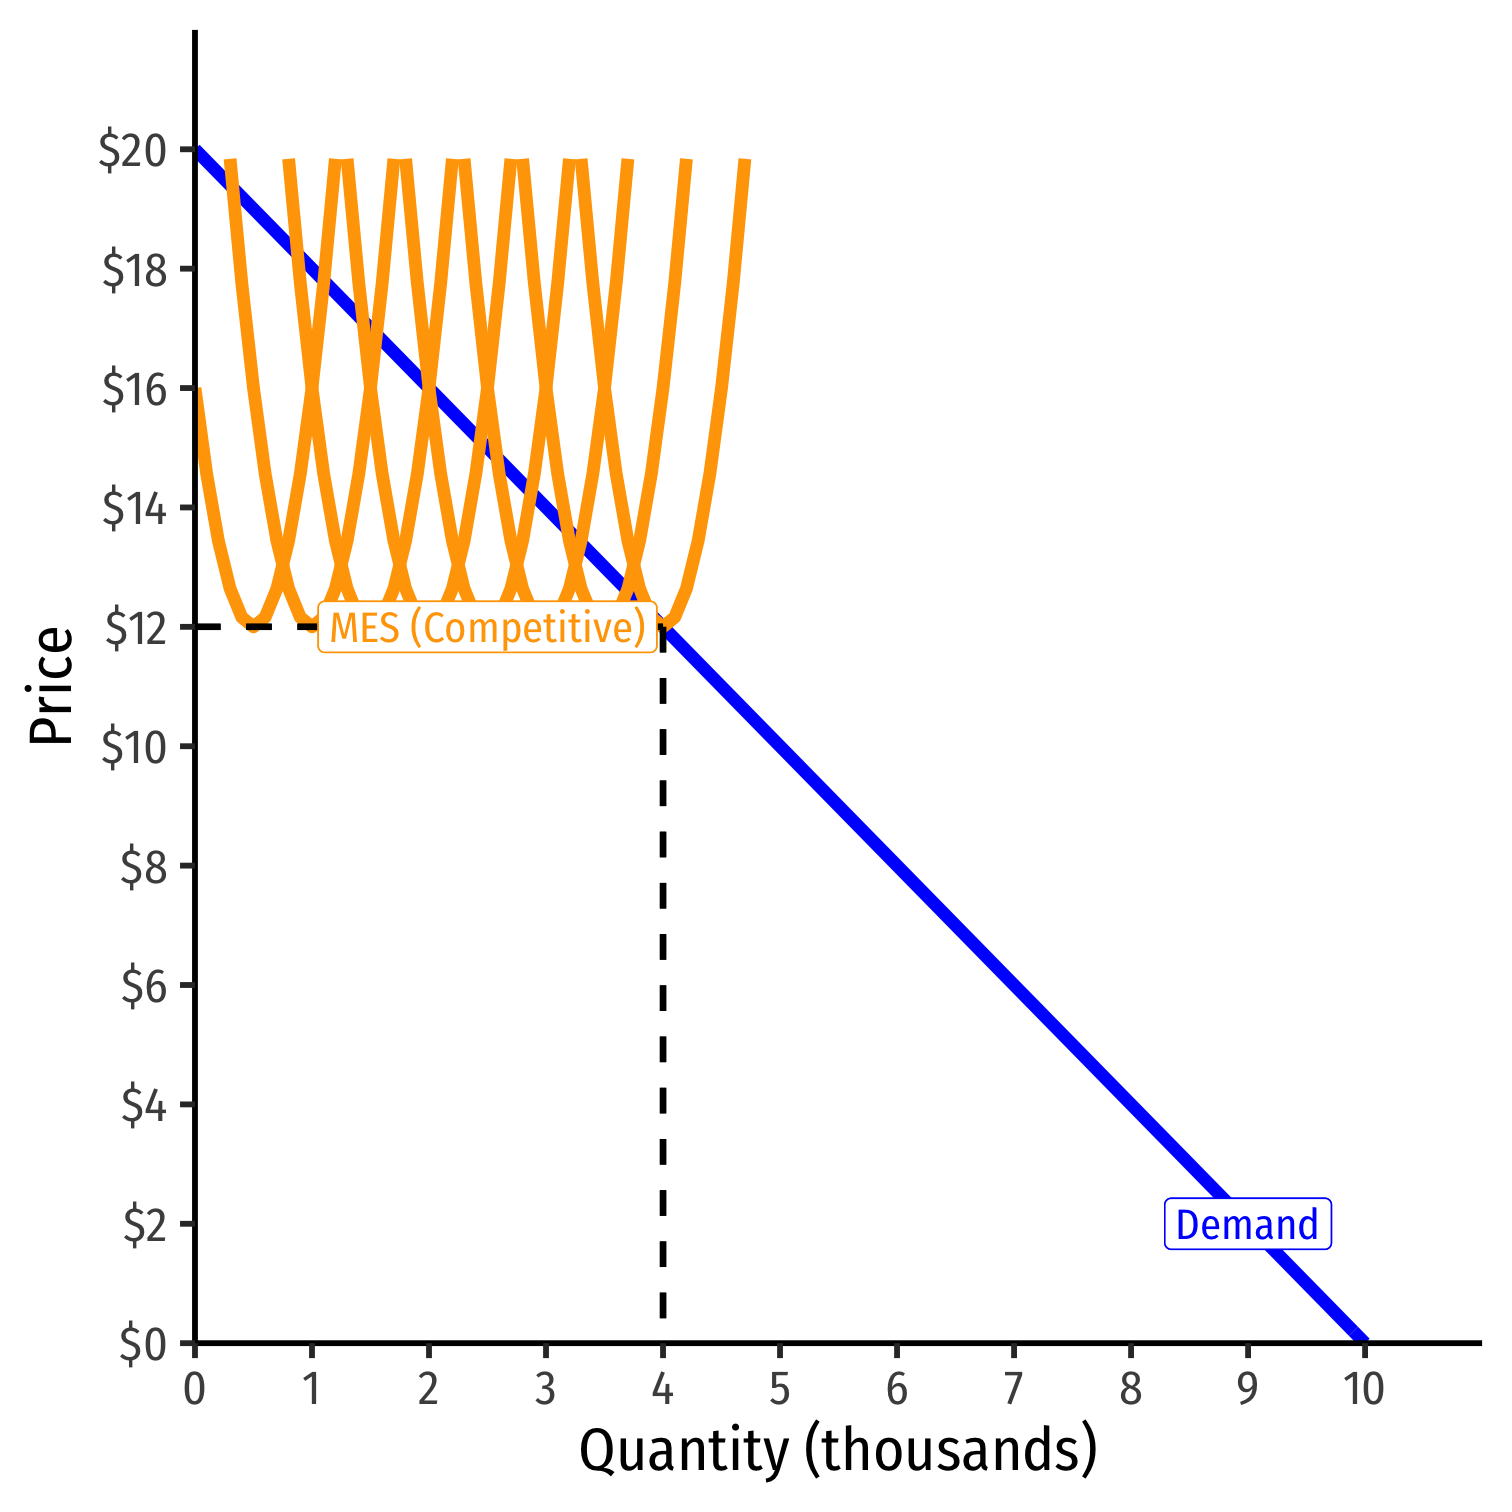 $20
$18
$16
$14
MES (Competitive)
$12
Price
$10
$8
$6
$4
$2
Demand
$0
0 1 2 3 4 5 6 7 8 9 10
Quantity (thousands)